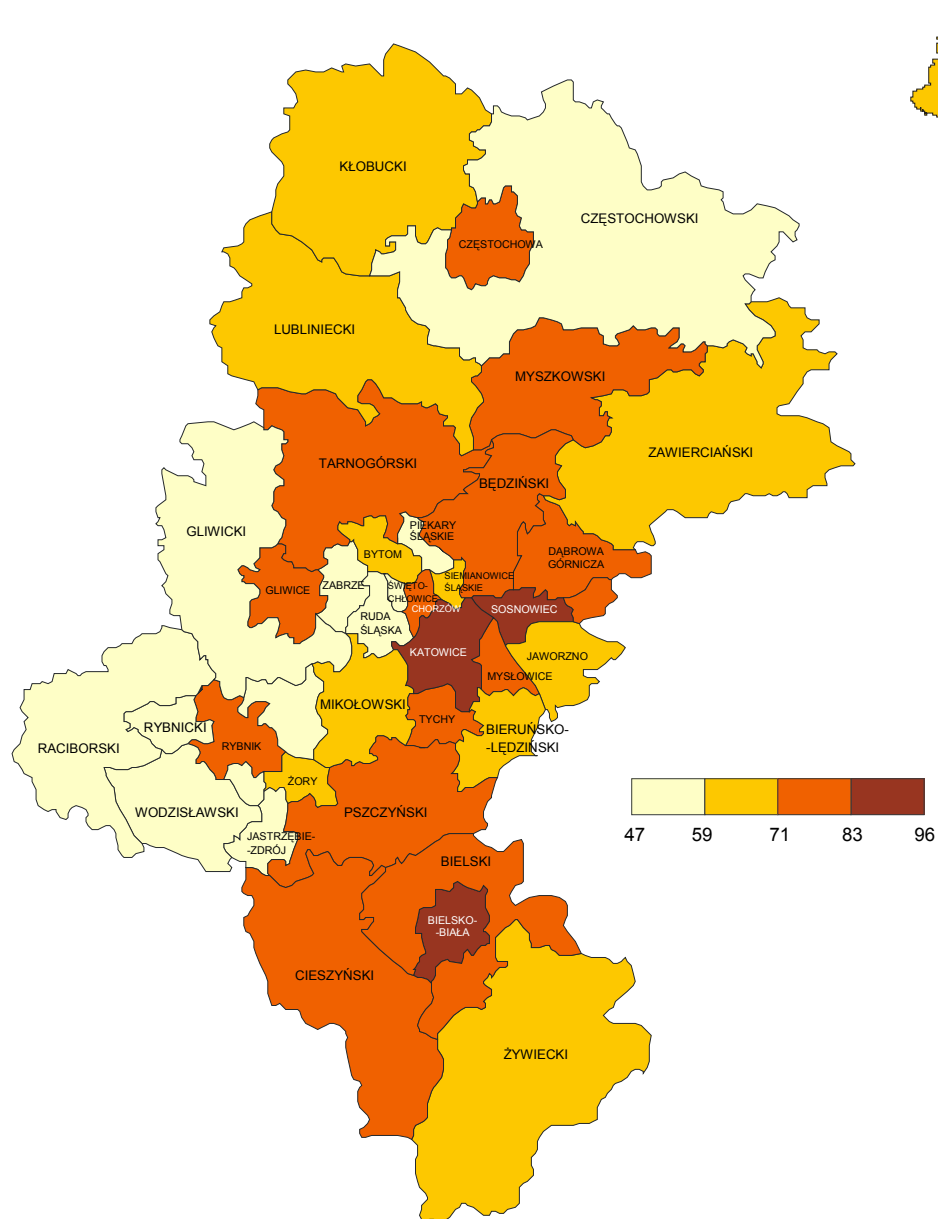 KŁOBUCKI
CZĘSTOCHOWSKI
CZĘSTOCHOWA
LUBLINIECKI
MYSZKOWSKI
ZAWIERCIAŃSKI
TARNOGÓRSKI
BĘDZIŃSKI
GLIWICKI
PIEKARY
ŚLĄSKIE
BYTOM
DĄBROWA
GÓRNICZA
GLIWICE
ZABRZE
ŚWIĘTO-
CHŁOWICE
SIEMIANOWICE
ŚLĄSKIE
CHORZÓW
SOSNOWIEC
RUDA
ŚLĄSKA
KATOWICE
JAWORZNO
MYSŁOWICE
MIKOŁOWSKI
TYCHY
BIERUŃSKO-
-LĘDZIŃSKI
RACIBORSKI
RYBNICKI
RYBNIK
ŻORY
WODZISŁAWSKI
PSZCZYŃSKI
JASTRZĘBIE-
-ZDRÓJ
47 59 71 83 96
BIELSKI
BIELSKO-
-BIAŁA
CIESZYŃSKI
ŻYWIECKI